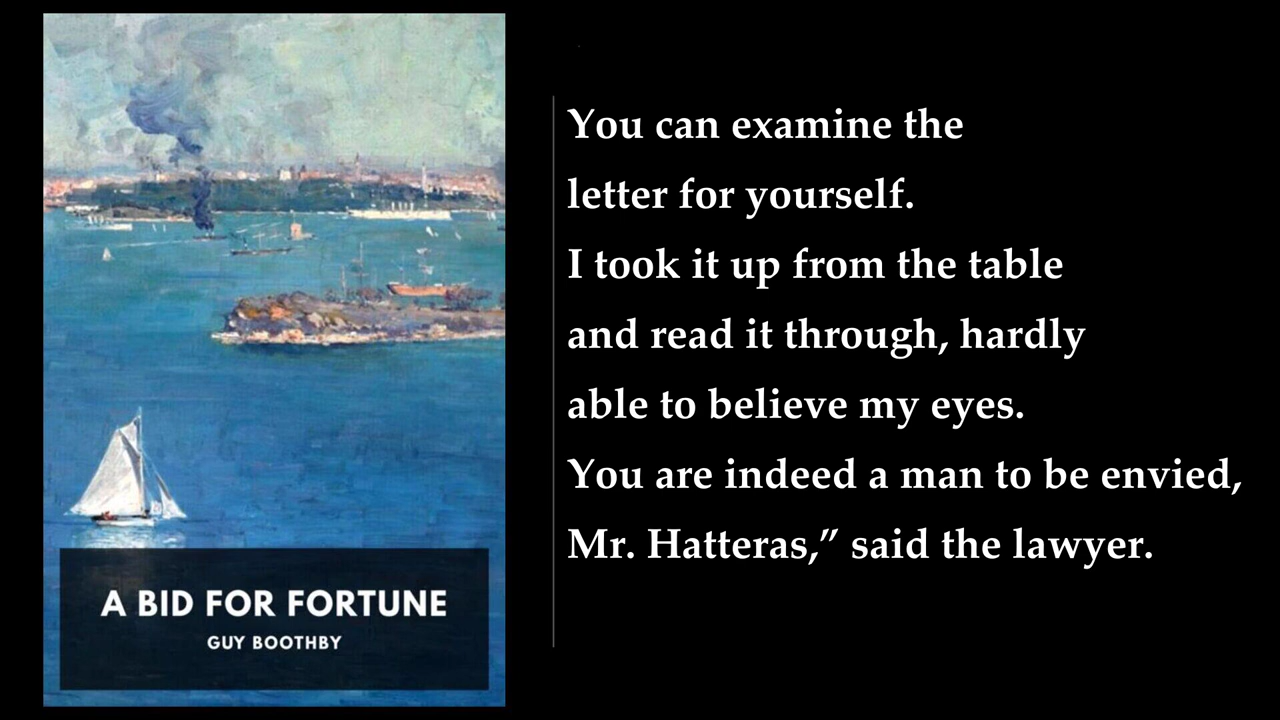 A BID FOR FORTUNE
GUY BOOTHBY
You can examine the
letter for yourself.
I took it up from the table
and read it through, hardly
able to believe my eyes.
You are indeed a man to be envied,
Mr. Hatteras,” said the lawyer.